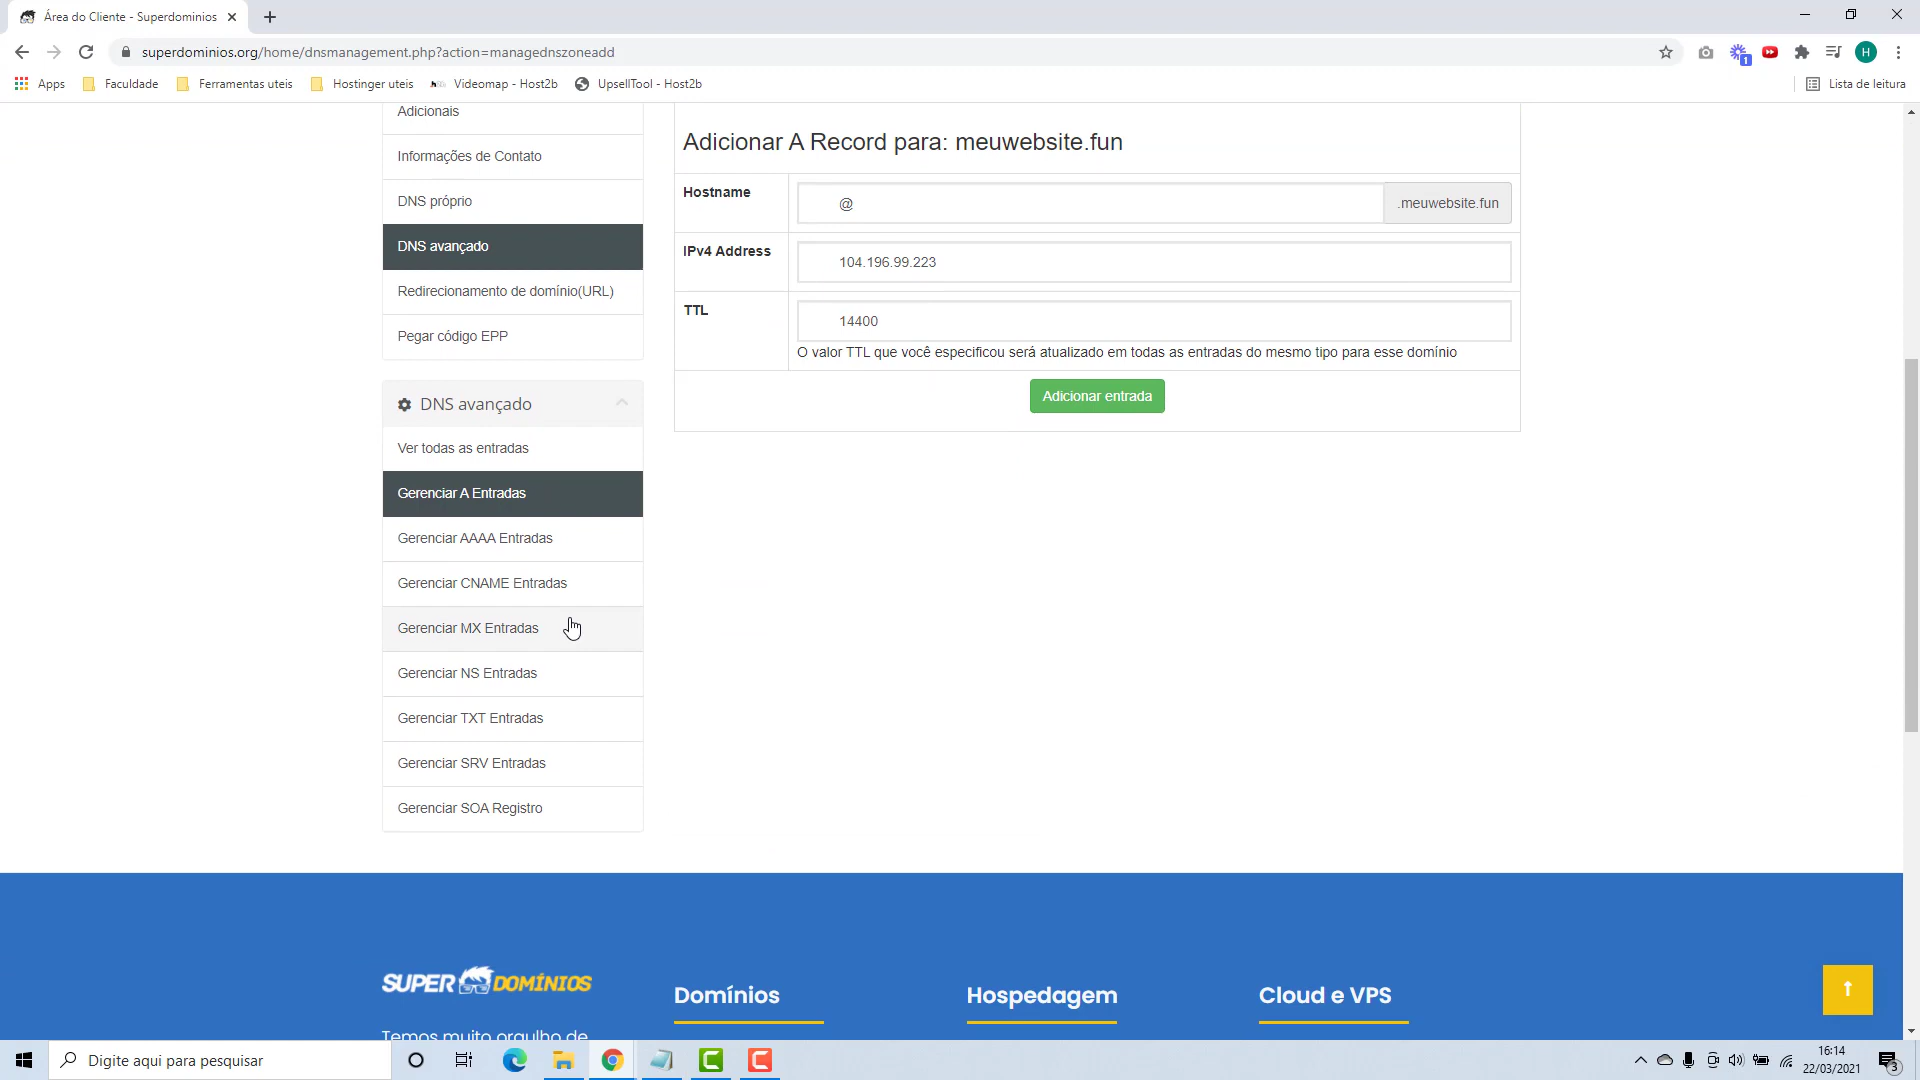 Área do Cliente - Superdominios
superdominios.org/home/dnsmanagement.php?action=managednszoneadd
1
H
Apps
Faculdade
Ferramentas uteis
Hostinger uteis
Videomap - Host2b
UpsellTool - Host2b
Lista de leitura
Adicionais
Informações de Contato
DNS próprio
DNS avançado
Redirecionamento de domínio(URL)
Pegar código EPP
DNS avançado
Ver todas as entradas
Gerenciar A Entradas
Gerenciar AAAA Entradas
Gerenciar CNAME Entradas
Gerenciar MX Entradas
Gerenciar NS Entradas
Gerenciar TXT Entradas
Gerenciar SRV Entradas
Gerenciar SOA Registro
Adicionar A Record para: meuwebsite.fun
Hostname
@
.meuwebsite.fun
IPv4 Address
104.196.99.223
TTL
14400
O valor TTL que você especificou será atualizado em todas as entradas do mesmo tipo para esse domínio
Adicionar entrada
SUPER DOMÍNIOS
Temos muito orgulho de
Domínios
Hospedagem
Cloud e VPS
Digite aqui para pesquisar
16:14
22/03/2021
3